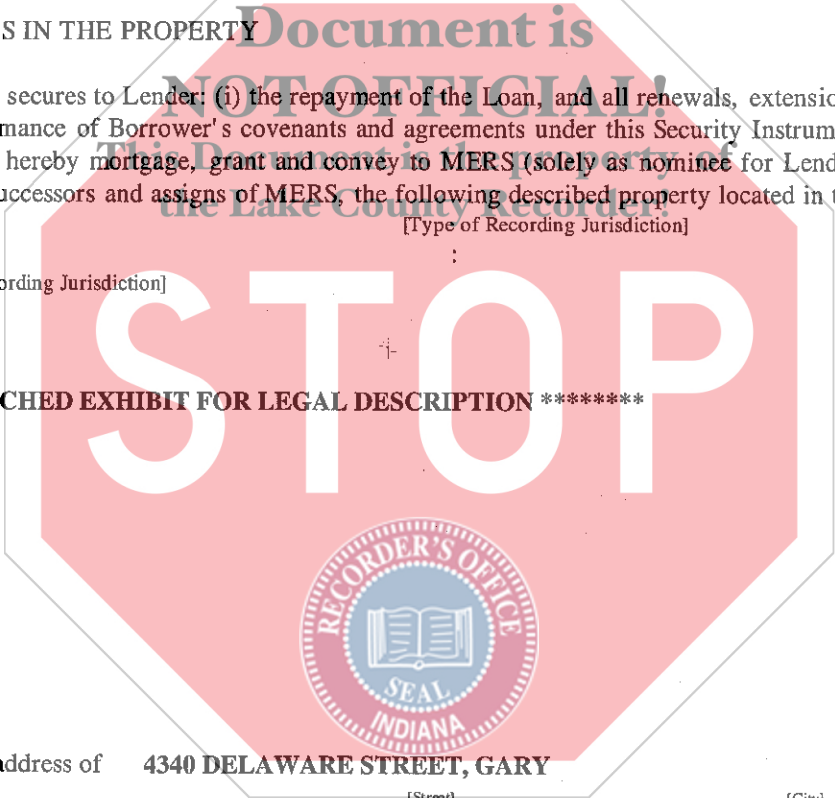 S IN THE PROPERTY
Document is
NOT OFFICIAL!
secures to Lender: (i) the repayment of the Loan, and all renewals, extensio
mance of Borrower's covenants and agreements under this Security Instrum
This Document is the property of
hereby mortgage, grant and convey to MERS (solely as nominee for Lend
uccessors and assigns of MERS, the following described property located in t
the Lake County Recorder!
[Type of Recording Jurisdiction]
:
ording Jurisdiction]
STOP
CHED EXHIBIT FOR LEGAL DESCRIPTION ********
RECORDER'S OFFICE
SEAL
INDIANA
address of 4340 DELAWARE STREET, GARY
[Street] [City]